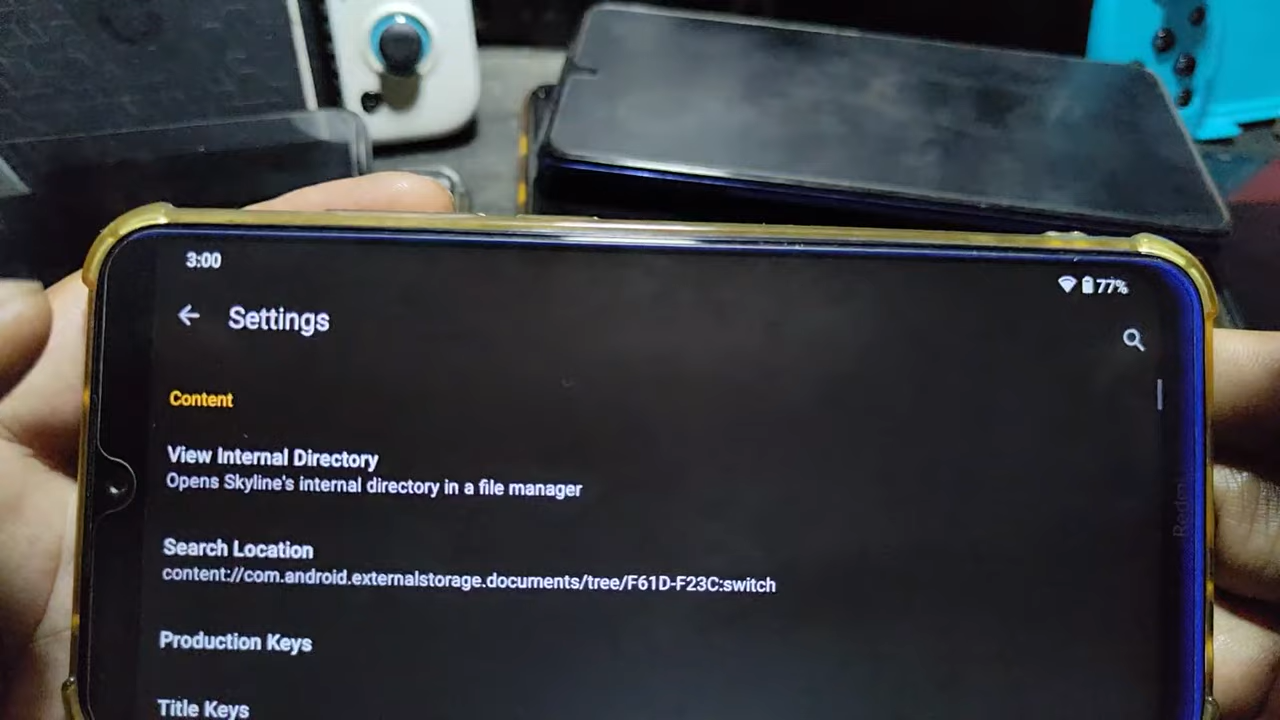 3:00
77%
Settings
Content
View Internal Directory
Opens Skyline's internal directory in a file manager
Search Location
content://com.android.externalstorage.documents/tree/F61D-F23C:switch
Production Keys
Title Keys
Redmi